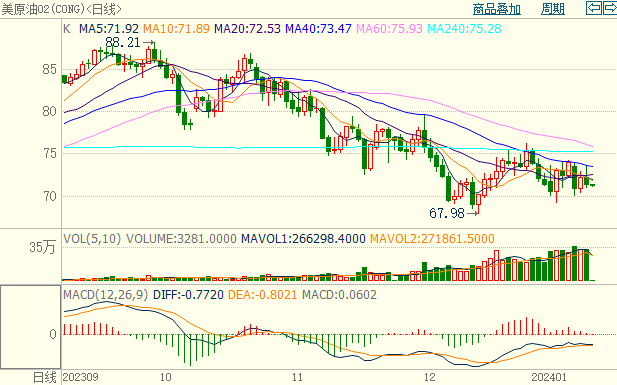 美原油02(CONG)<日线> 商品叠加 周期
K MA5:71.92 MA10:71.89 MA20:72.53 MA40:73.47 MA60:75.93 MA240:75.28
88.21
85
80
75
70
67.98
VOL(5,10) VOLUME:3281.0000 MAVOL1:266298.4000 MAVOL2:271861.5000
35万
MACD(12,26,9) DIFF:-0.7720 DEA:-0.8021 MACD:0.0602
0
日线 202309 10 11 12 202401